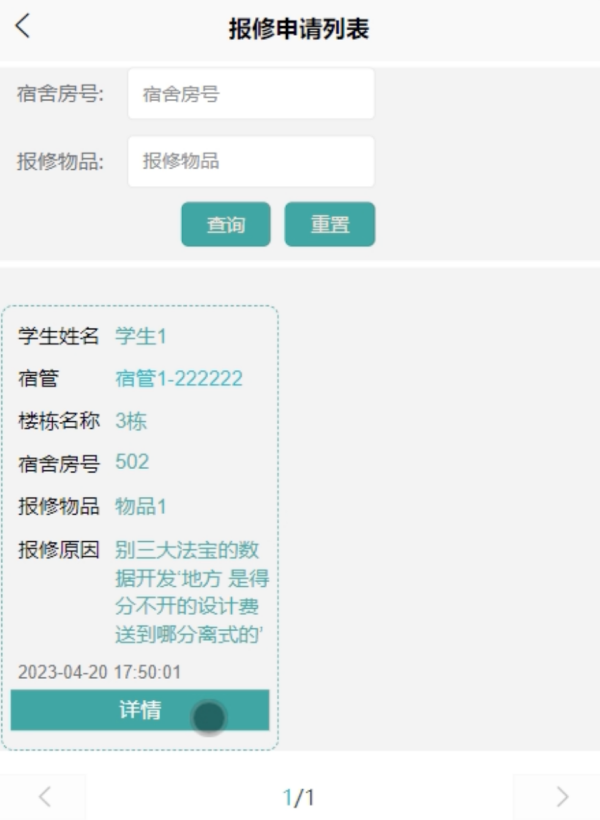 报修申请列表
宿舍房号: 宿舍房号
报修物品: 报修物品
查询 重置
学生姓名 学生1
宿管 宿管1-222222
楼栋名称 3栋
宿舍房号 502
报修物品 物品1
报修原因 别三大法宝的数
据开发'地方 是得
分不开的设计费
送到哪分离式的'
2023-04-20 17:50:01
详情
1/1